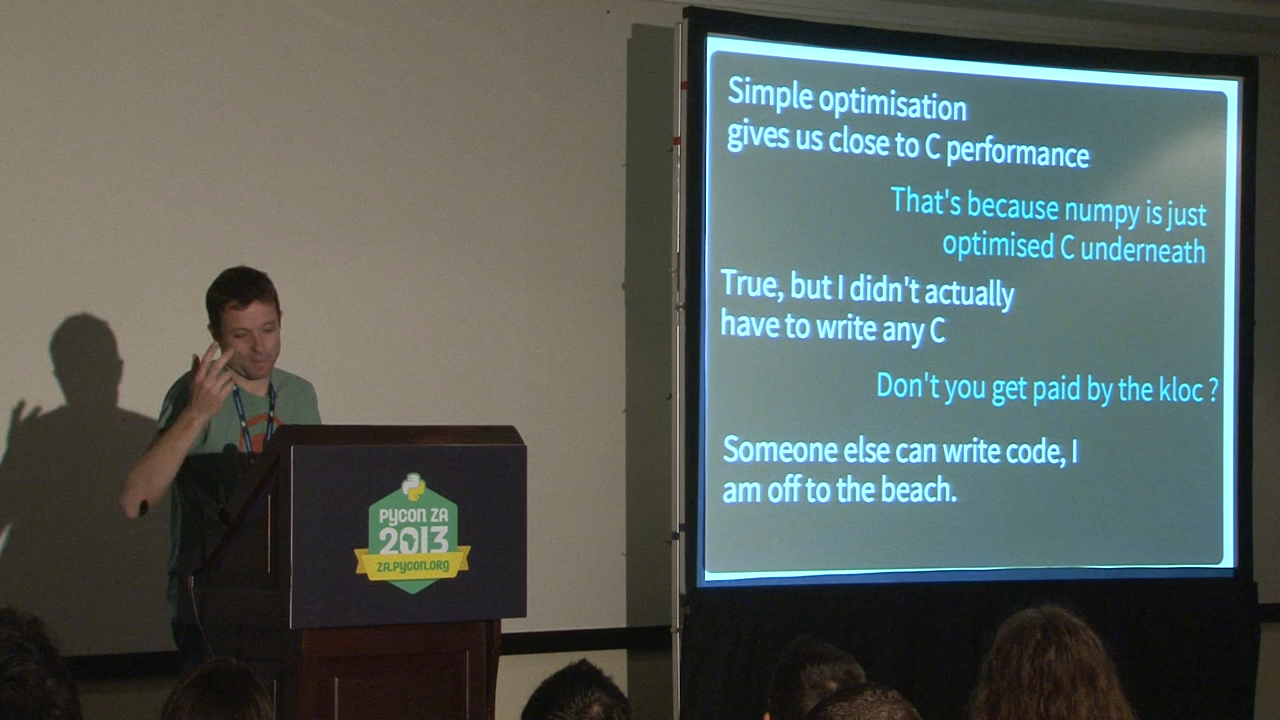 Simple optimisation
gives us close to C performance
That's because numpy is just
optimised C underneath
True, but I didn't actually
have to write any C
Don't you get paid by the kloc ?
Someone else can write code, I
am off to the beach.
PYCON ZA
2013
ZA.PYCON.ORG